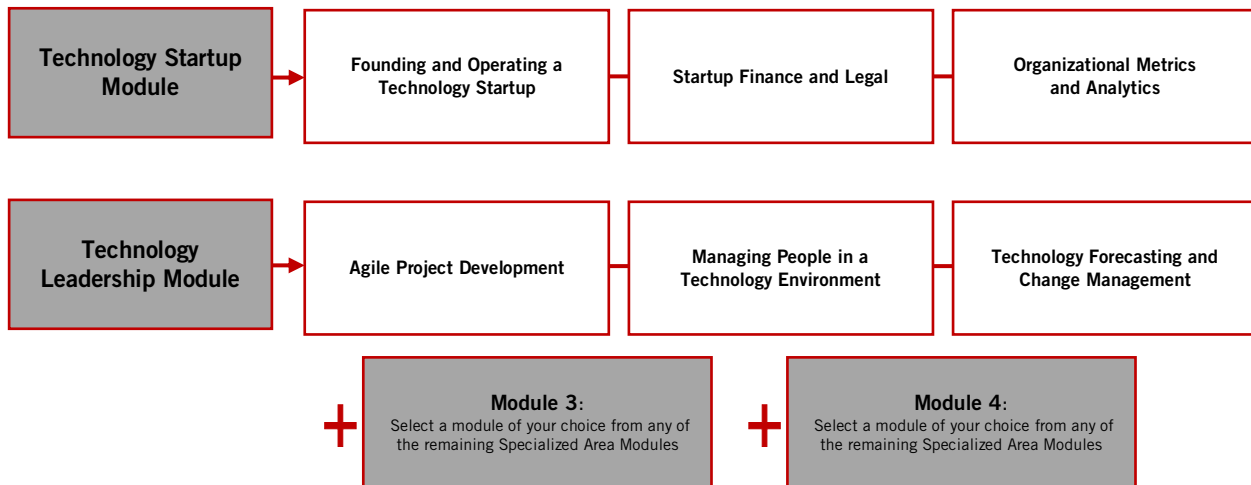 Technology Startup
Module
Founding and Operating a
Technology Startup
Startup Finance and Legal
Organizational Metrics
and Analytics
Technology
Leadership Module
Agile Project Development
Managing People in a
Technology Environment
Technology Forecasting and
Change Management
+
Module 3:
Select a module of your choice from any of
the remaining Specialized Area Modules
+
Module 4:
Select a module of your choice from any of
the remaining Specialized Area Modules